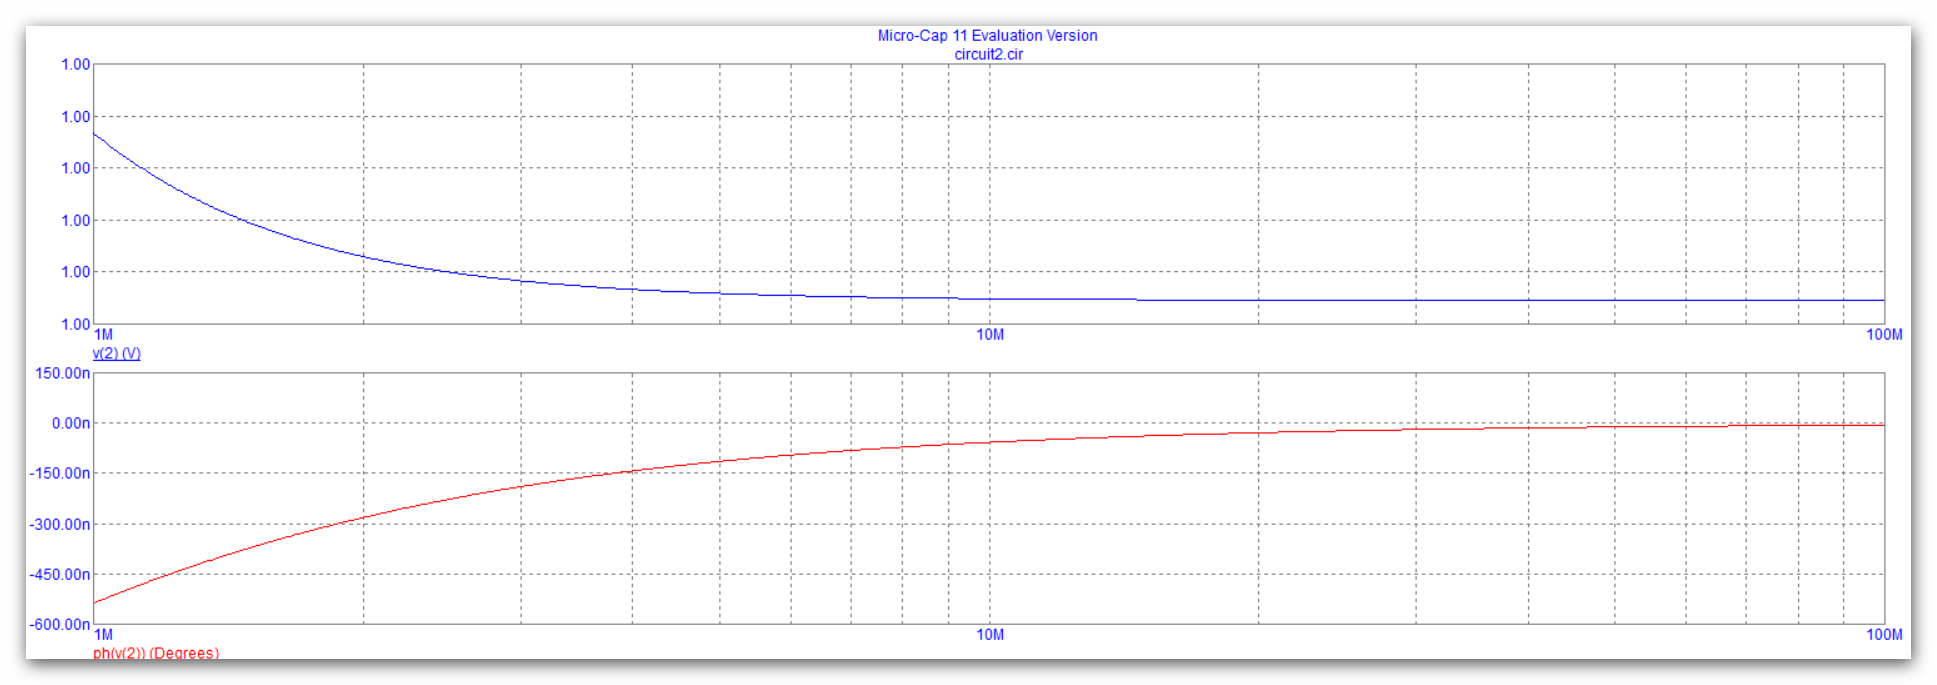 Micro-Cap 11 Evaluation Version
circuit2.cir
1.00
1.00
1.00
1.00
1.00
1.00
1M 10M 100M
v(2) (V)
150.00n
0.00n
-150.00n
-300.00n
-450.00n
-600.00n
1M 10M 100M
ph(v(2)) (Degrees)